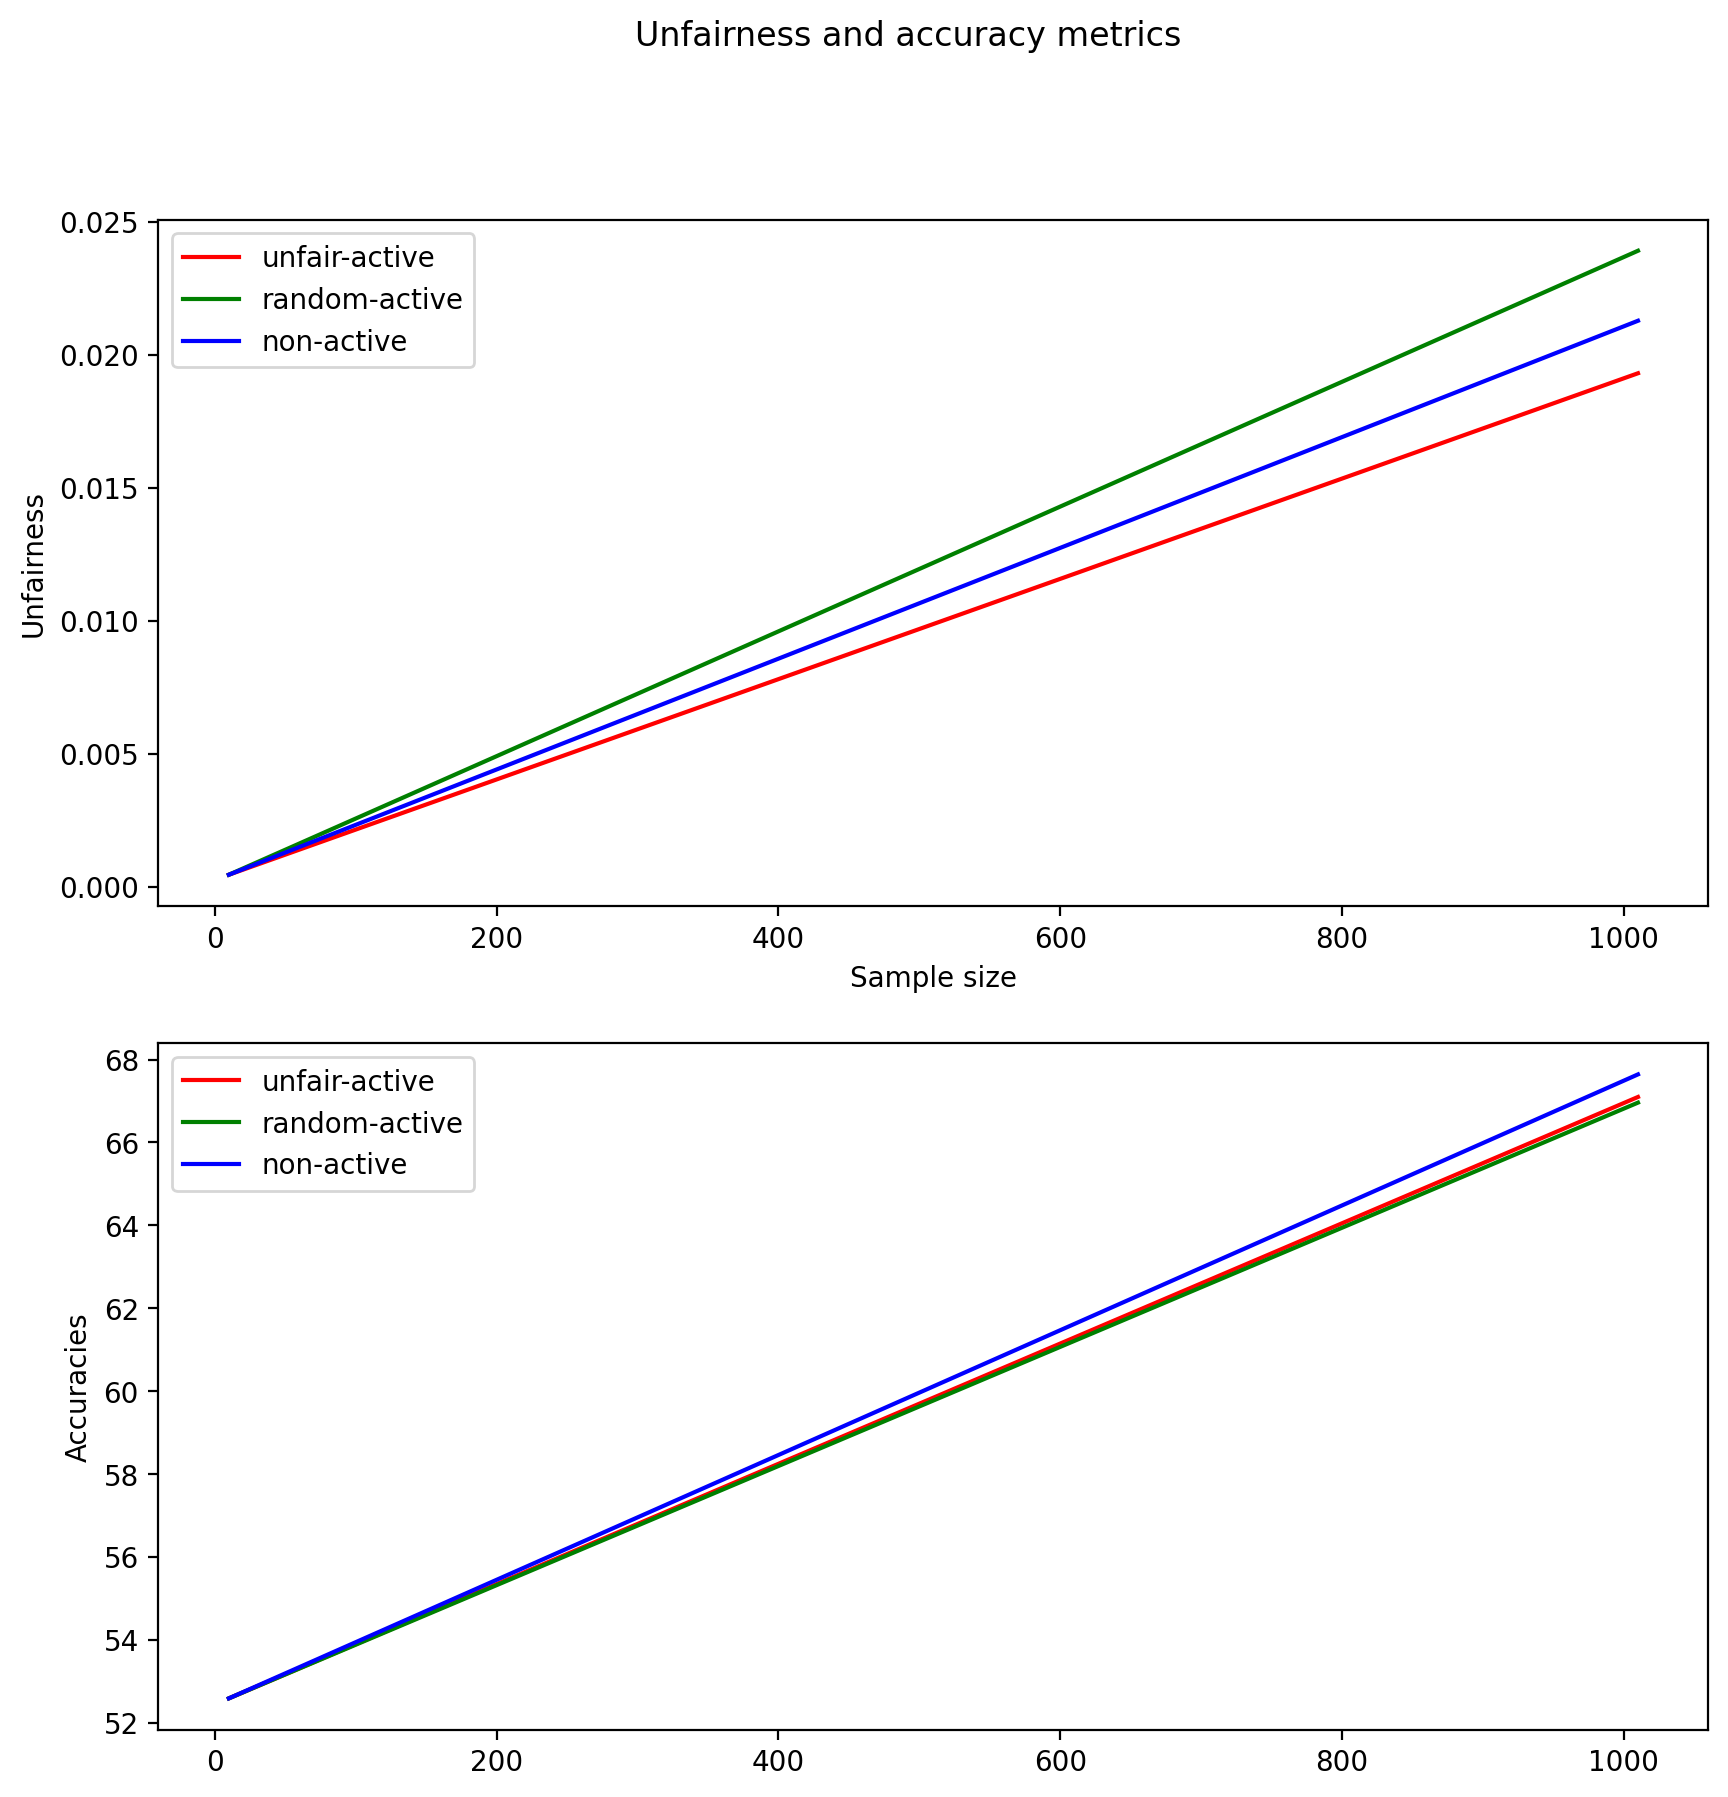 Unfairness and accuracy metrics
0.025
0.020
0.015
0.010
0.005
0.000
Unfairness
unfair-active
random-active
non-active
0 200 400 600 800 1000
Sample size
68
66
64
62
60
58
56
54
52
Accuracies
unfair-active
random-active
non-active
0 200 400 600 800 1000